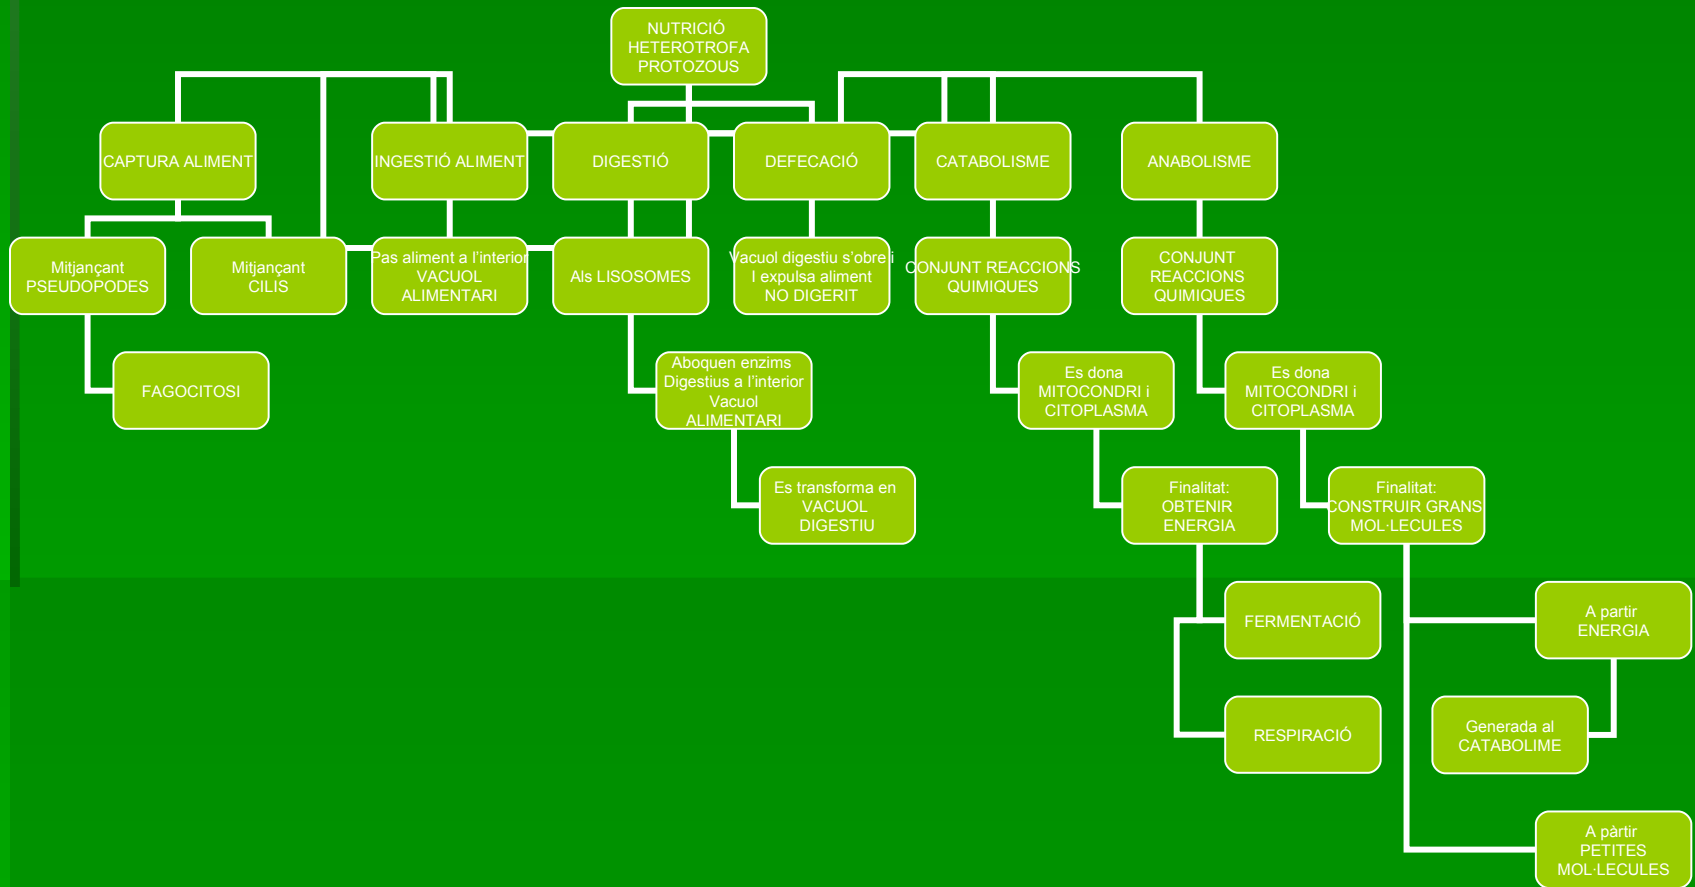 NUTRICIÓ
HETEROTROFA
PROTOZOUS
CAPTURA ALIMENT
INGESTIÓ ALIMENT
DIGESTIÓ
DEFECACIÓ
CATABOLISME
ANABOLISME
Mitjançant
PSEUDOPODES
Mitjançant
CILIS
Pas aliment a l'interior
VACUOL
ALIMENTARI
Als LISOSOMES
Vacuol digestiu s'obre i
I expulsa aliment
NO DIGERIT
CONJUNT REACCIONS
QUIMIQUES
CONJUNT
REACCIONS
QUIMIQUES
FAGOCITOSI
Aboquen enzims
Digestius a l'interior
Vacuol
ALIMENTARI
Es dona
MITOCONDRI i
CITOPLASMA
Es dona
MITOCONDRI i
CITOPLASMA
Es transforma en
VACUOL
DIGESTIU
Finalitat:
OBTENIR
ENERGIA
Finalitat:
CONSTRUIR GRANS
MOL·LECULES
FERMENTACIÓ
A partir
ENERGIA
RESPIRACIÓ
Generada al
CATABOLIME
A pàrtir
PETITES
MOL·LECULES